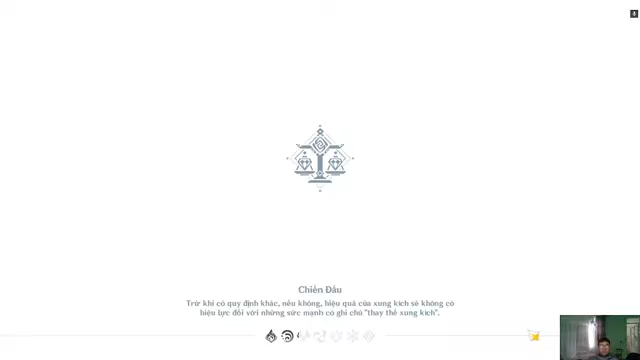 Chiến Đấu
Trừ khi có quy định khác, nếu không, hiệu quả của xung kích sẽ không có
hiệu lực đối với những sức mạnh có ghi chú "thay thế xung kích".